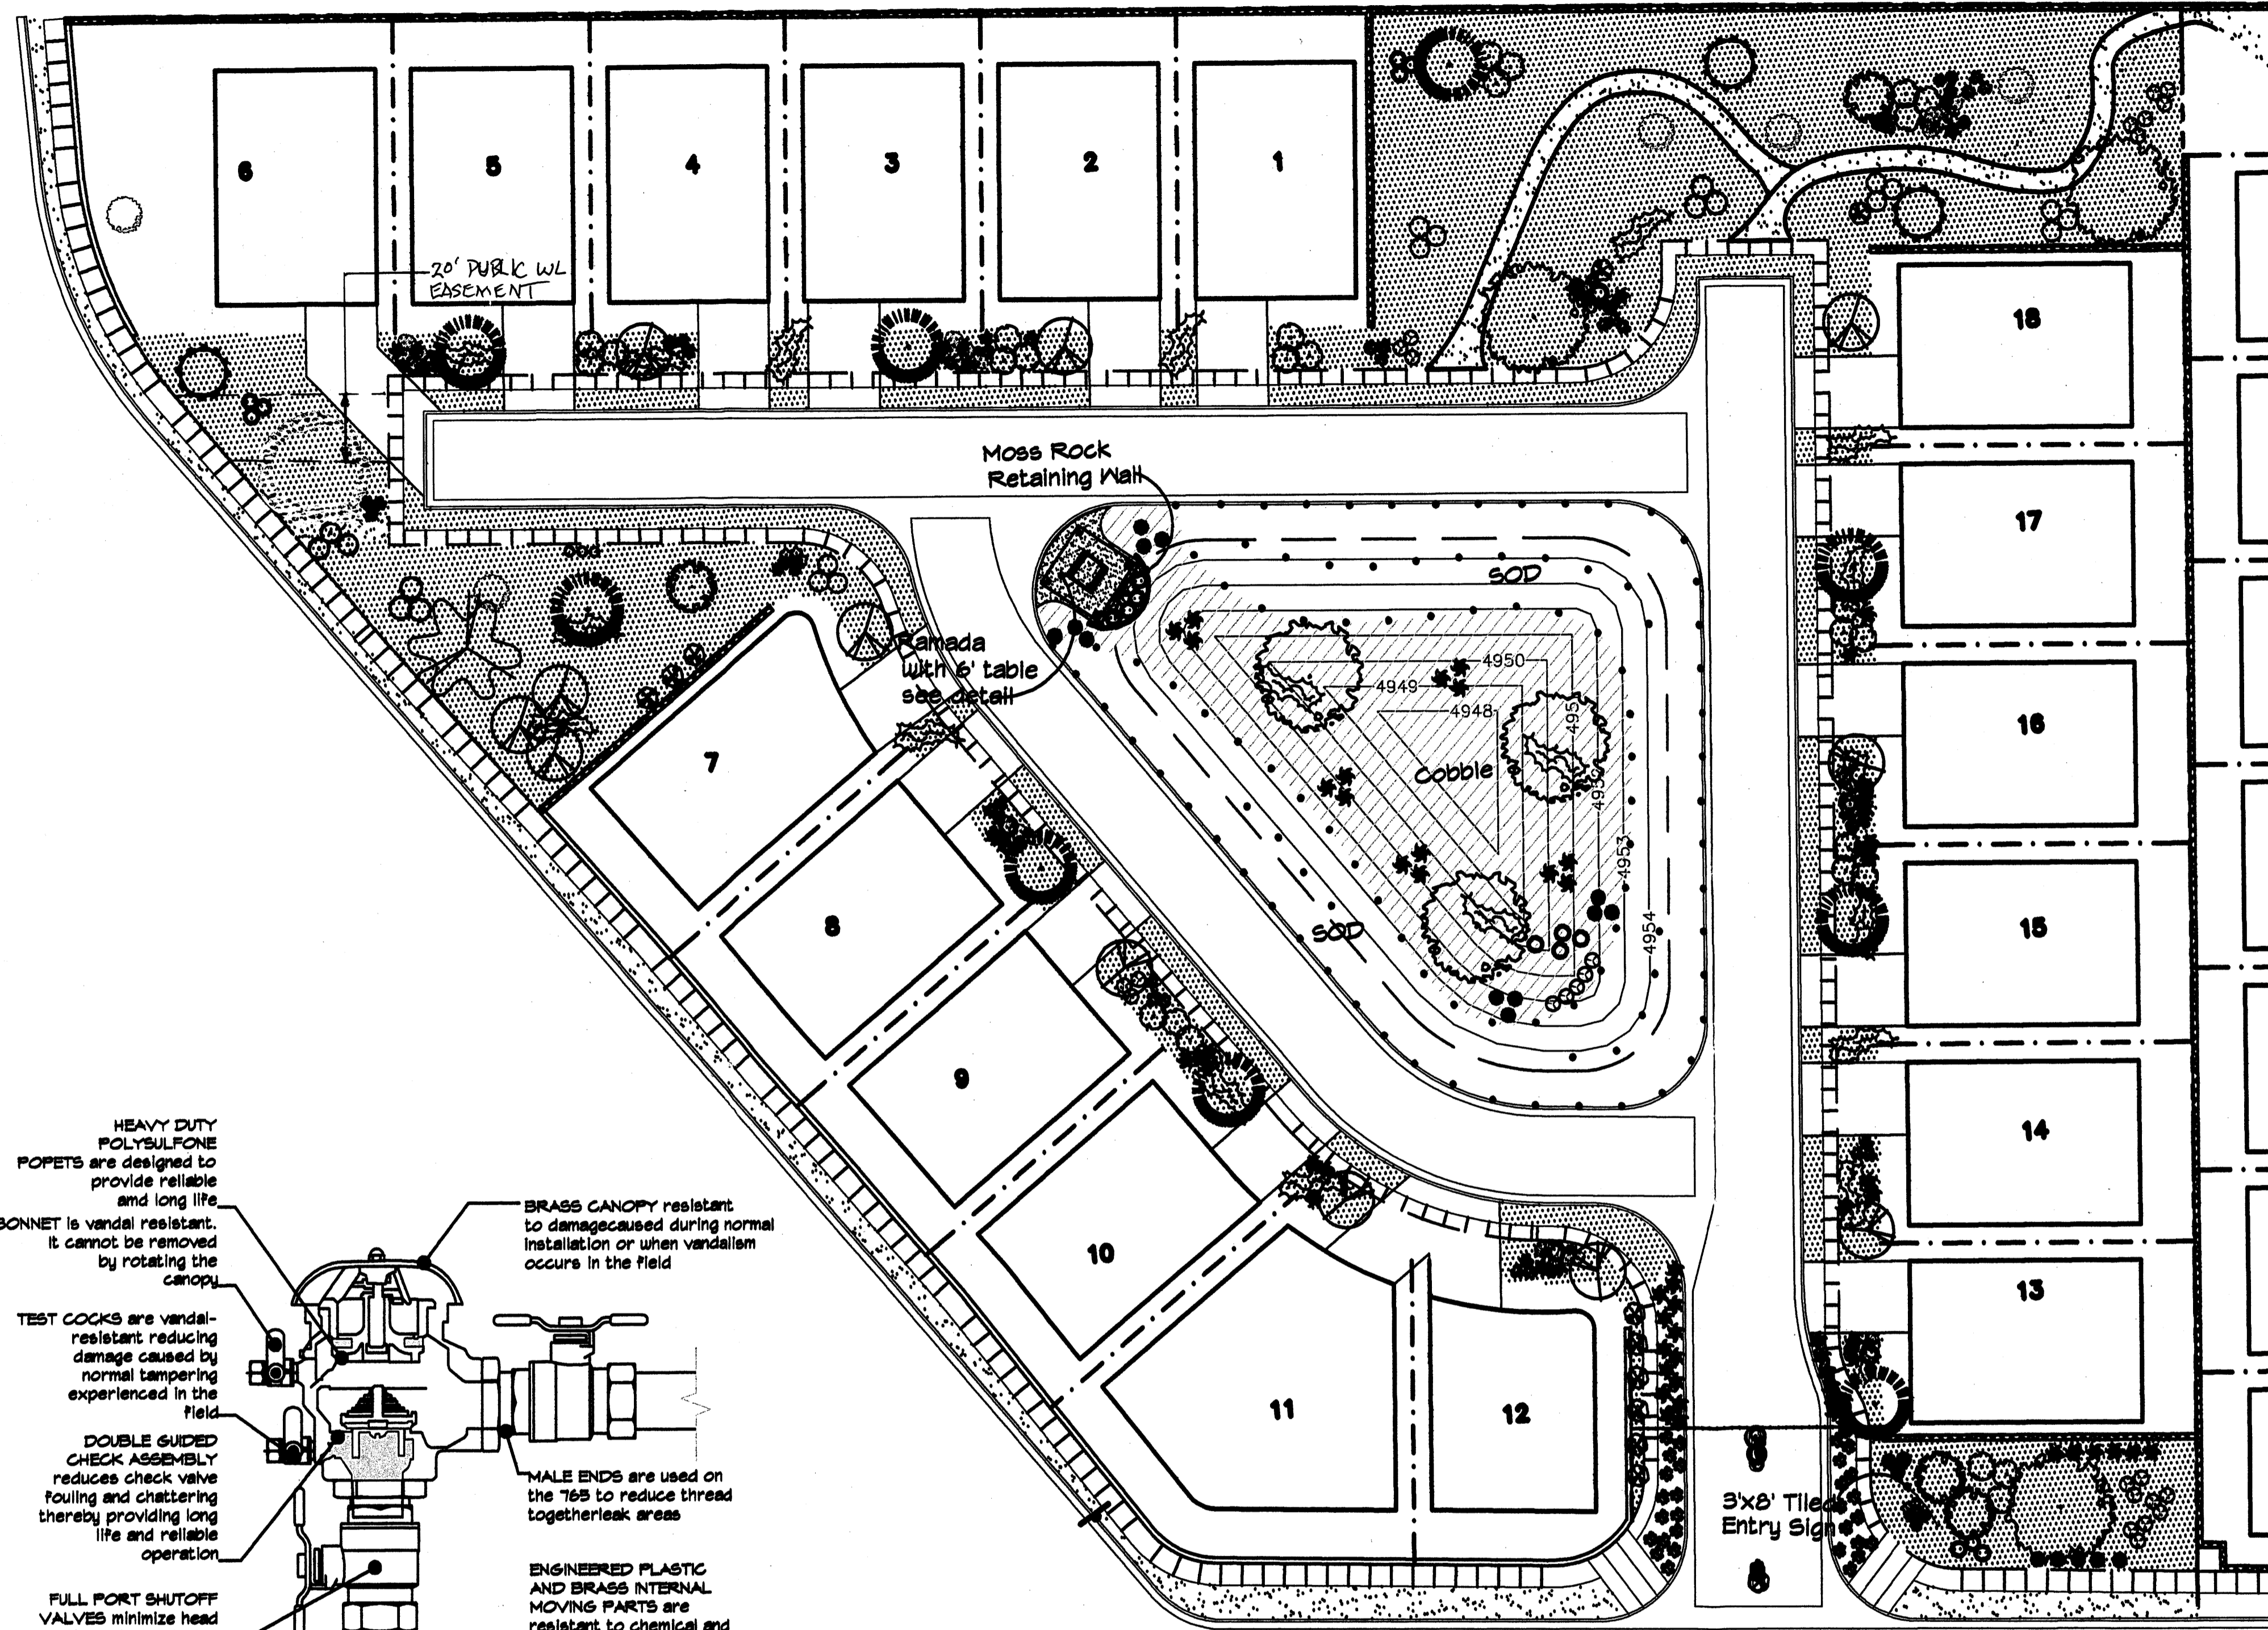 6
5
4
3
2
1
20' PUBLIC WL
EASEMENT
18
Moss Rock
Retaining Wall
17
SOD
Ramada
with 6' table
see detail
4950
4949
4948
Cobble
4953
4954
SOD
16
7
8
15
9
14
10
13
11
12
3'x8' Tiled
Entry Sign
HEAVY DUTY
POLYSULFONE
POPETS are designed to
provide reliable
amd long life
BONNET is vandal resistant.
It cannot be removed
by rotating the
canopy
TEST COCKS are vandal-
resistant reducing
damage caused by
normal tampering
experienced in the
field
DOUBLE GUIDED
CHECK ASSEMBLY
reduces check valve
fouling and chattering
thereby providing long
life and reliable
operation
FULL PORT SHUTOFF
VALVES minimize head
BRASS CANOPY resistant
to damagecaused during normal
installation or when vandalism
occurs in the field
MALE ENDS are used on
the 765 to reduce thread
togetherleak areas
ENGINEERED PLASTIC
AND BRASS INTERNAL
MOVING PARTS are
resistant to chemical and